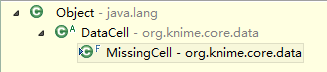 Object - java.lang
A DataCell - org.knime.core.data
F MissingCell - org.knime.core.data